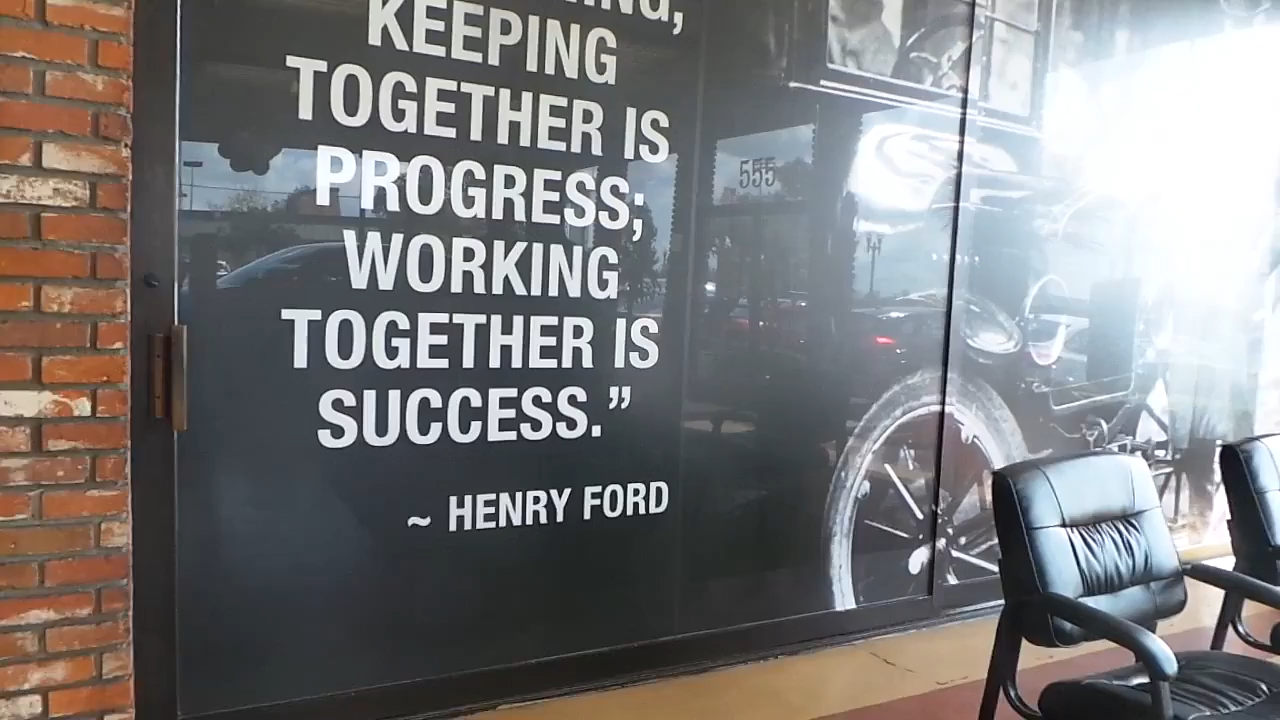 KEEPING
TOGETHER IS
PROGRESS;
WORKING
TOGETHER IS
SUCCESS.”
~ HENRY FORD
555